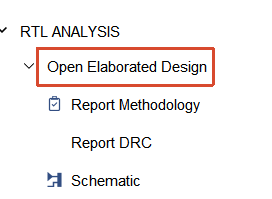 RTL ANALYSIS
Open Elaborated Design
Report Methodology
Report DRC
Schematic